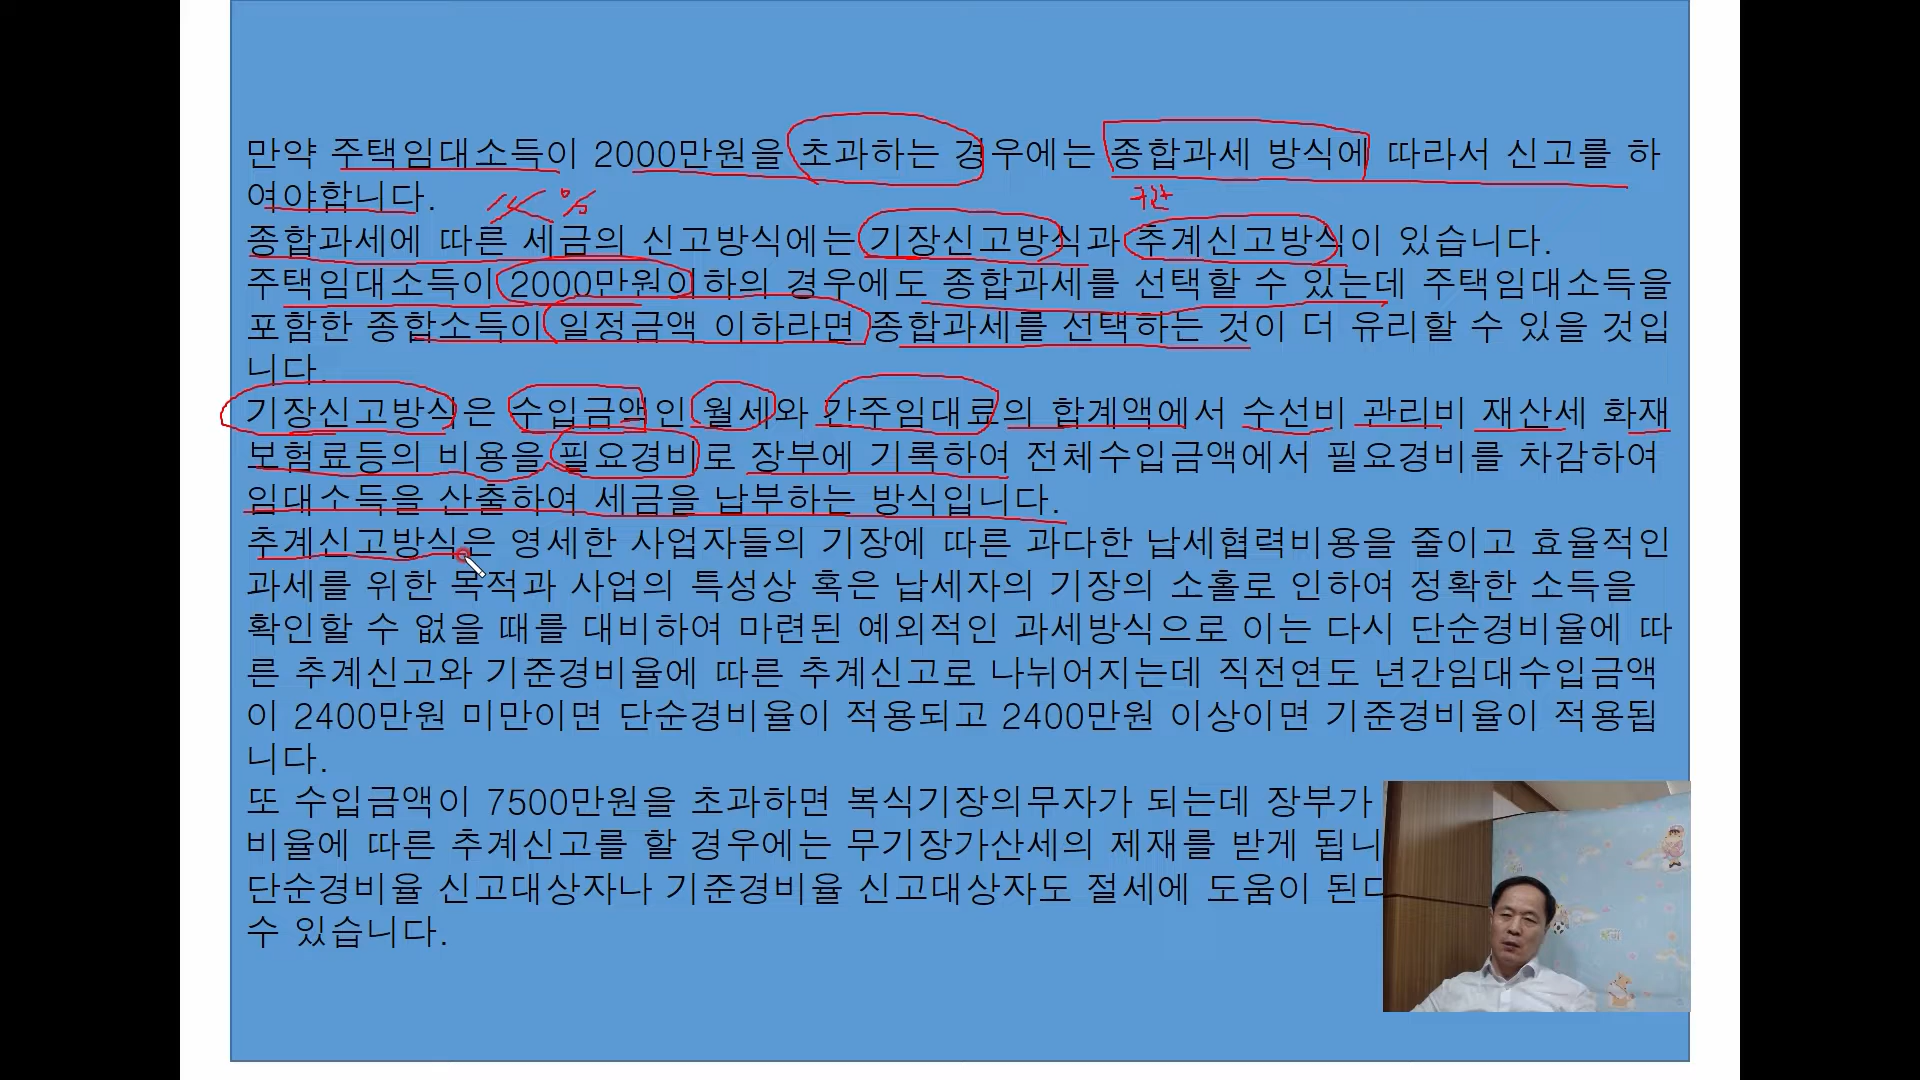 만약 주택임대소득이 2000만원을 초과하는 경우에는 종합과세 방식에 따라서 신고를 하
여야합니다.
14 %
구간
종합과세에 따른 세금의 신고방식에는 기장신고방식과 추계신고방식이 있습니다.
주택임대소득이 2000만원이하의 경우에도 종합과세를 선택할 수 있는데 주택임대소득을
포함한 종합소득이 일정금액 이하라면 종합과세를 선택하는 것이 더 유리할 수 있을 것입
니다.
기장신고방식은 수입금액인 월세와 간주임대료의 합계액에서 수선비 관리비 재산세 화재
보험료등의 비용을 필요경비로 장부에 기록하여 전체수입금액에서 필요경비를 차감하여
임대소득을 산출하여 세금을 납부하는 방식입니다.
추계신고방식은 영세한 사업자들의 기장에 따른 과다한 납세협력비용을 줄이고 효율적인
과세를 위한 목적과 사업의 특성상 혹은 납세자의 기장의 소홀로 인하여 정확한 소득을
확인할 수 없을 때를 대비하여 마련된 예외적인 과세방식으로 이는 다시 단순경비율에 따
른 추계신고와 기준경비율에 따른 추계신고로 나뉘어지는데 직전연도 년간임대수입금액
이 2400만원 미만이면 단순경비율이 적용되고 2400만원 이상이면 기준경비율이 적용됩
니다.
또 수입금액이 7500만원을 초과하면 복식기장의무자가 되는데 장부가
비율에 따른 추계신고를 할 경우에는 무기장가산세의 제재를 받게 됩니
단순경비율 신고대상자나 기준경비율 신고대상자도 절세에 도움이 된다
수 있습니다.